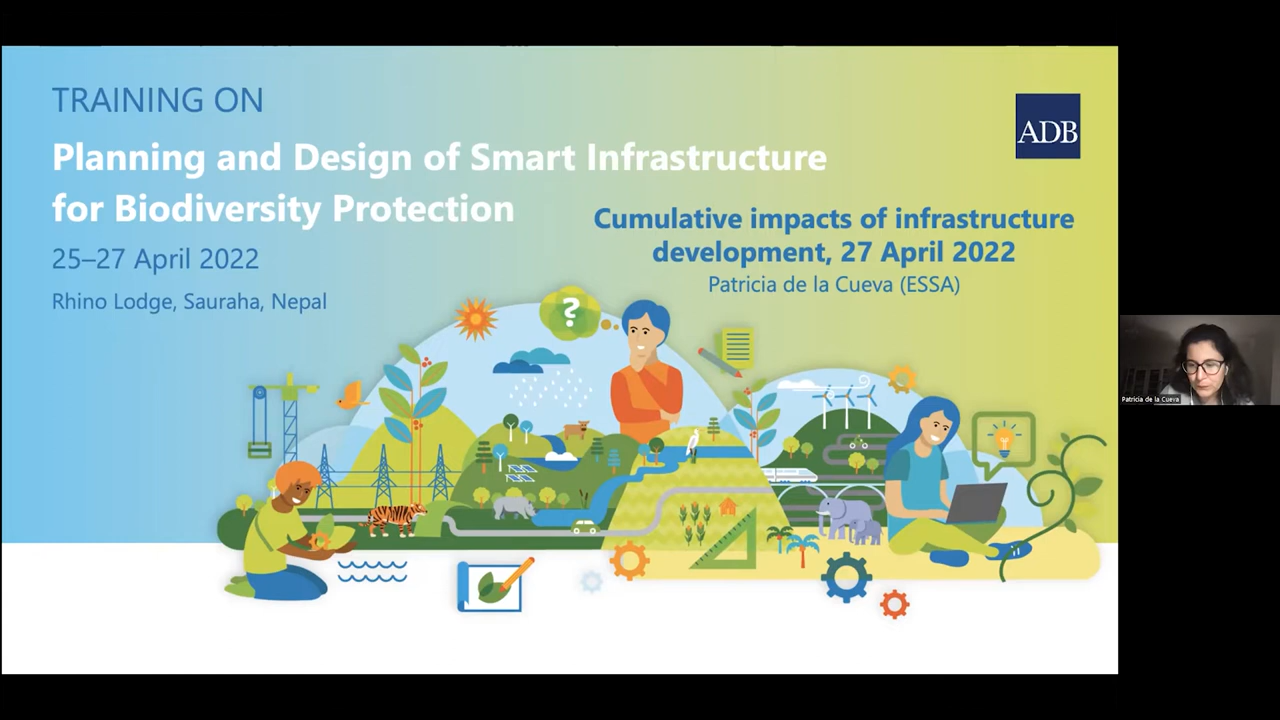 TRAINING ON
Planning and Design of Smart Infrastructure
for Biodiversity Protection
25–27 April 2022
Rhino Lodge, Sauraha, Nepal
ADB
Cumulative impacts of infrastructure
development, 27 April 2022
Patricia de la Cueva (ESSA)
?
Patricia de la Cueva